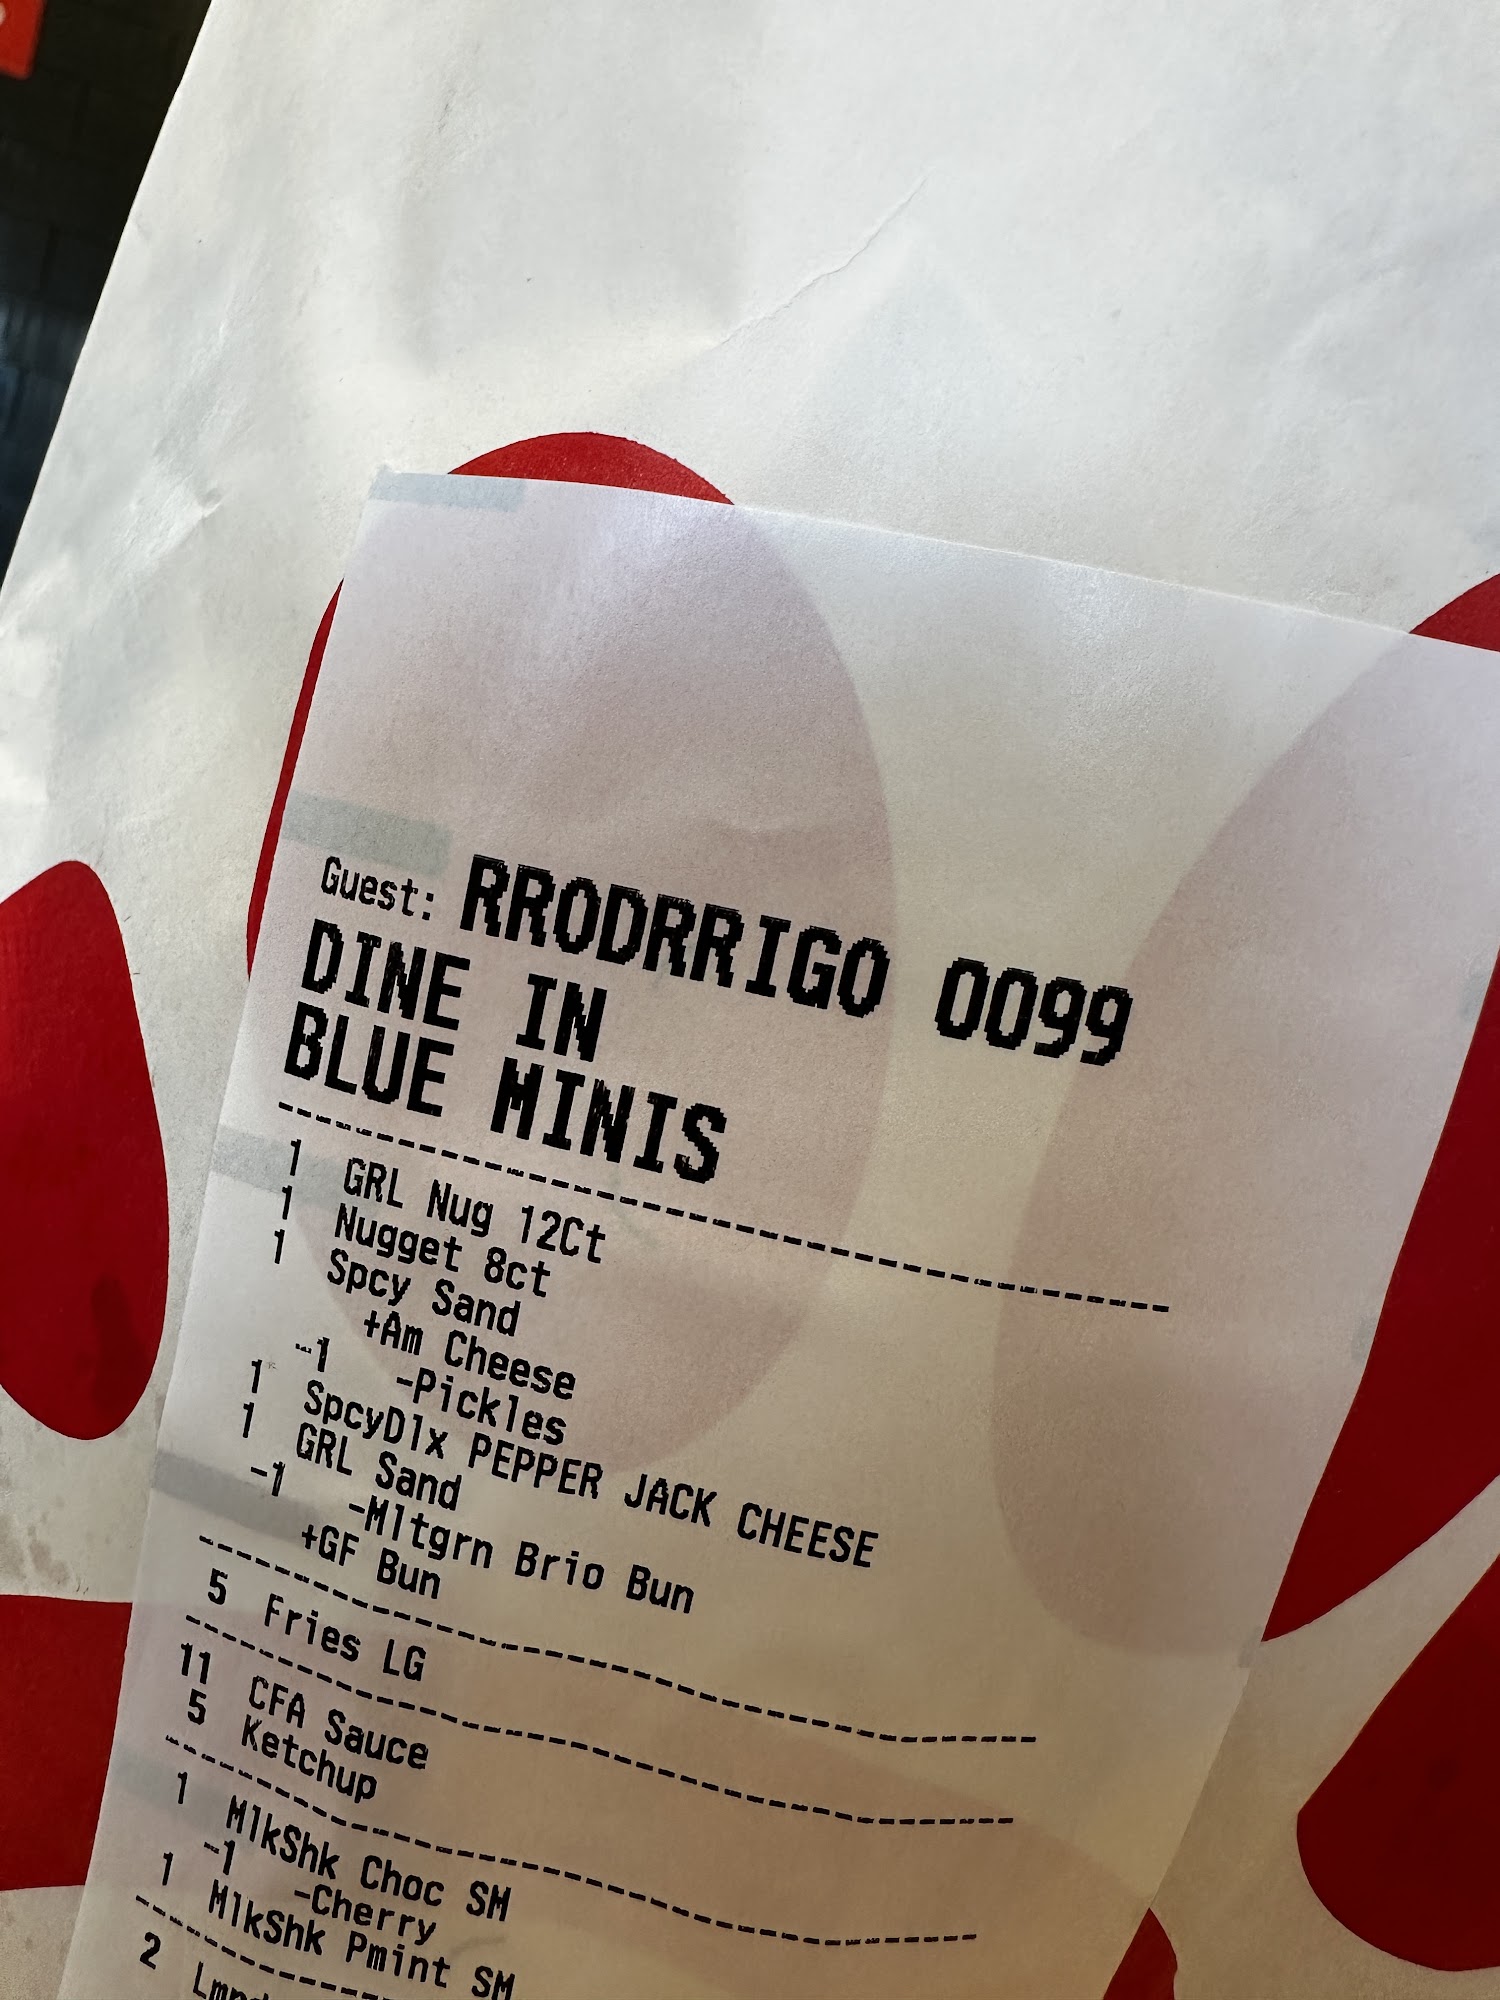 Guest: RRODRRIGO 0099
DINE IN
BLUE MINIS
1 GRL Nug 12Ct
1 Nugget 8ct
1 Spcy Sand
+Am Cheese
-1 -Pickles
1 SpcyDlx PEPPER JACK CHEESE
1 GRL Sand
-1 -Mltgrn Brio Bun
+GF Bun
5 Fries LG
11 CFA Sauce
5 Ketchup
1 MlkShk Choc SM
-1 -Cherry
1 MlkShk Pmint SM
2